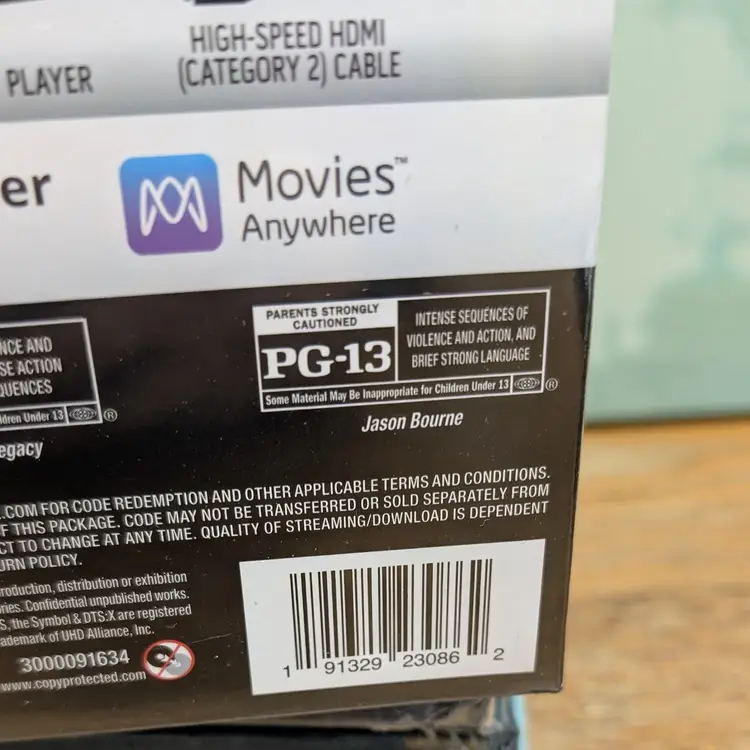 PLAYER
HIGH-SPEED HDMI
(CATEGORY 2) CABLE
er
Movies™
Anywhere
NCE AND
SE ACTION
QUENCES
ldren Under 13 ®
egacy
PARENTS STRONGLY
CAUTIONED
PG-13
INTENSE SEQUENCES OF
VIOLENCE AND ACTION, AND
BRIEF STRONG LANGUAGE
Some Material May Be Inappropriate for Children Under 13 ®
Jason Bourne
.COM FOR CODE REDEMPTION AND OTHER APPLICABLE TERMS AND CONDITIONS.
F THIS PACKAGE. CODE MAY NOT BE TRANSFERRED OR SOLD SEPARATELY FROM
CT TO CHANGE AT ANY TIME. QUALITY OF STREAMING/DOWNLOAD IS DEPENDENT
URN POLICY.
roduction, distribution or exhibition
ries. Confidential unpublished works.
S, the Symbol & DTS:X are registered
ademark of UHD Alliance, Inc.
3000091634
www.copyprotected.com
1 91329 23086 2